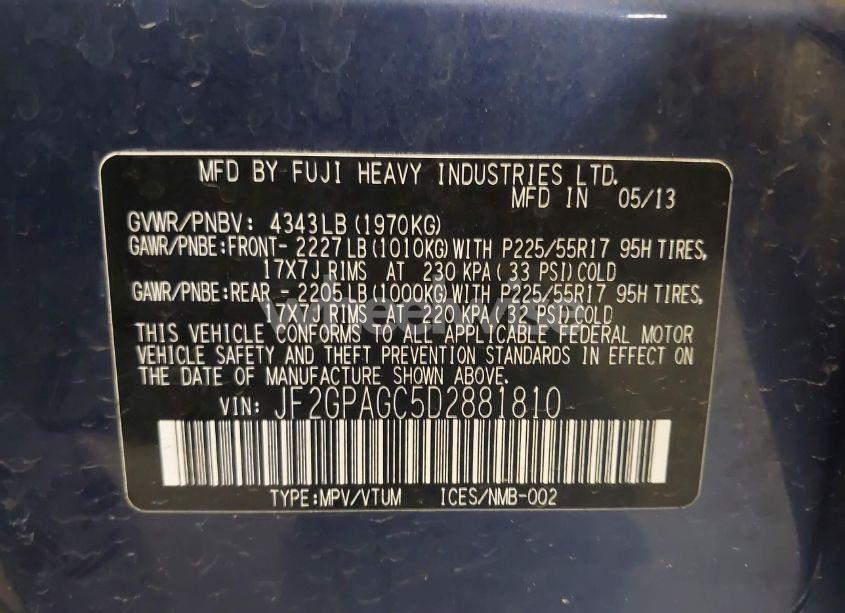 MFD BY FUJI HEAVY INDUSTRIES LTD.
MFD IN 05/13
GVWR/PNBV: 4343LB (1970KG)
GAWR/PNBE:FRONT- 2227LB(1010KG)WITH P225/55R17 95H TIRES,
17X7J RIMS AT 230 KPA( 33 PSI)COLD
GAWR/PNBE:REAR - 2205LB(1000KG)WITH P225/55R17 95H TIRES,
17X7J RIMS AT 220 KPA( 32 PSI)COLD
THIS VEHICLE CONFORMS TO ALL APPLICABLE FEDERAL MOTOR
VEHICLE SAFETY AND THEFT PREVENTION STANDARDS IN EFFECT ON
THE DATE OF MANUFACTURE SHOWN ABOVE.
VIN: JF2GPAGC5D2881810
TYPE:MPV/VTUM ICES/NMB-002